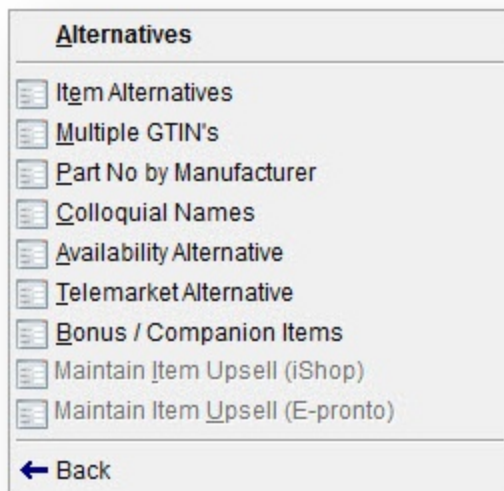 Alternatives
Item Alternatives
Multiple GTIN's
Part No by Manufacturer
Colloquial Names
Availability Alternative
Telemarket Alternative
Bonus / Companion Items
Maintain Item Upsell (iShop)
Maintain Item Upsell (E-pronto)
Back